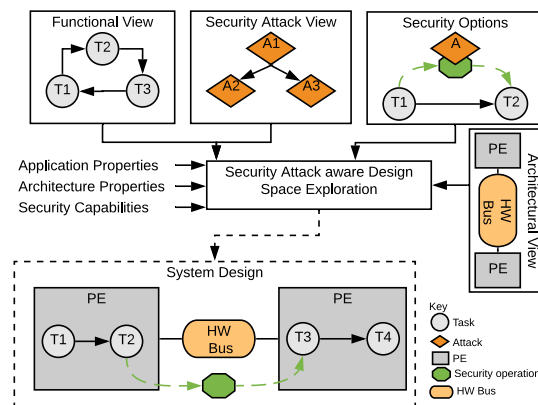 Functional View
T2
T1
T3
Security Attack View
A1
A2
A3
Security Options
A
T1
T2
Application Properties
Architecture Properties
Security Capabilities
Security Attack aware Design
Space Exploration
PE
HW
Bus
PE
Architectural View
System Design
PE
T1
T2
HW
Bus
PE
T3
T4
Key
Task
Attack
PE
Security operation
HW Bus